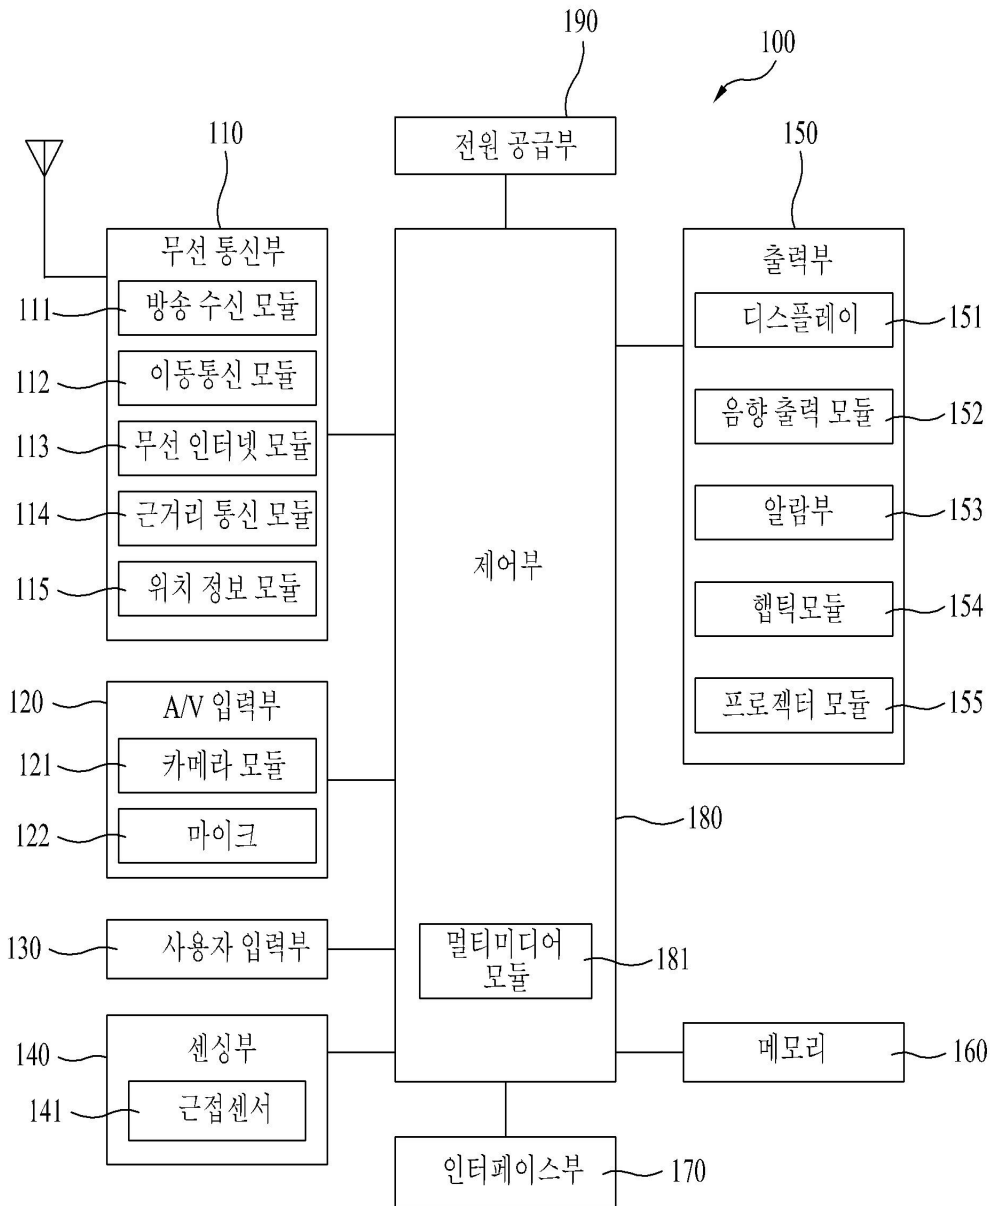 190
100
전원 공급부
110
150
무선 통신부
출력부
111
방송 수신 모듈
디스플레이
151
112
이동통신 모듈
음향 출력 모듈
152
113
무선 인터넷 모듈
114
근거리 통신 모듈
알람부
153
제어부
115
위치 정보 모듈
햅틱모듈
154
120
A/V 입력부
프로젝터 모듈
155
121
카메라 모듈
180
122
마이크
130
사용자 입력부
멀티미디어
모듈
181
140
센싱부
메모리
160
141
근접센서
인터페이스부
170